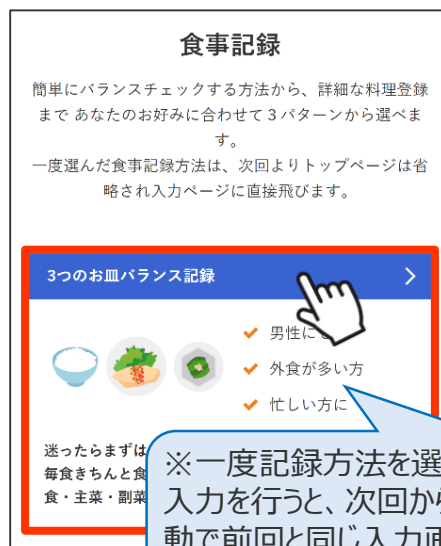 食事記録
簡単にバランスチェックする方法から、詳細な料理登録
まで あなたのお好みに合わせて３パターンから選べま
す。
一度選んだ食事記録方法は、次回よりトップページは省
略され入力ページに直接飛びます。
3つのお皿バランス記録
男性に
外食が多い方
忙しい方に
迷ったらまずは
毎食きちんと食
食・主菜・副菜
※一度記録方法を選
入力を行うと、次回から
動で前回と同じ入力画